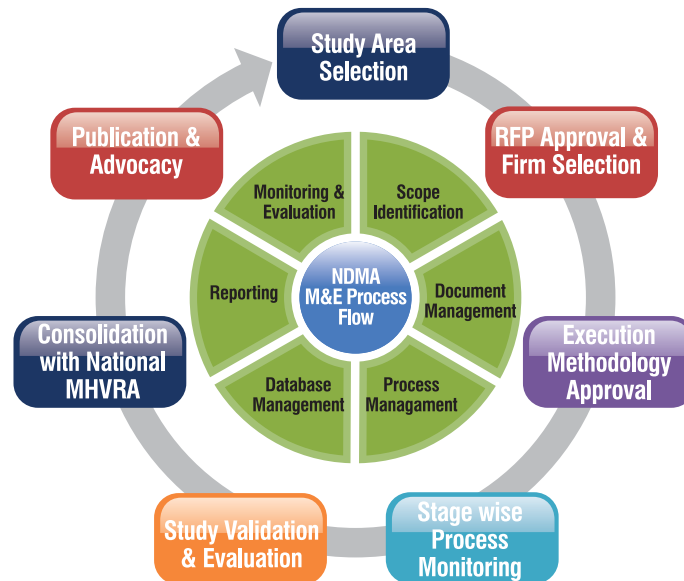 Study Area
Selection
RFP Approval &
Firm Selection
Execution
Methodology
Approval
Stage wise
Process
Monitoring
Study Validation
& Evaluation
Consolidation
with National
MHVRA
Publication &
Advocacy
Scope
Identification
Document
Management
Process
Managament
Database
Management
Reporting
Monitoring &
Evaluation
NDMA
M&E Process
Flow